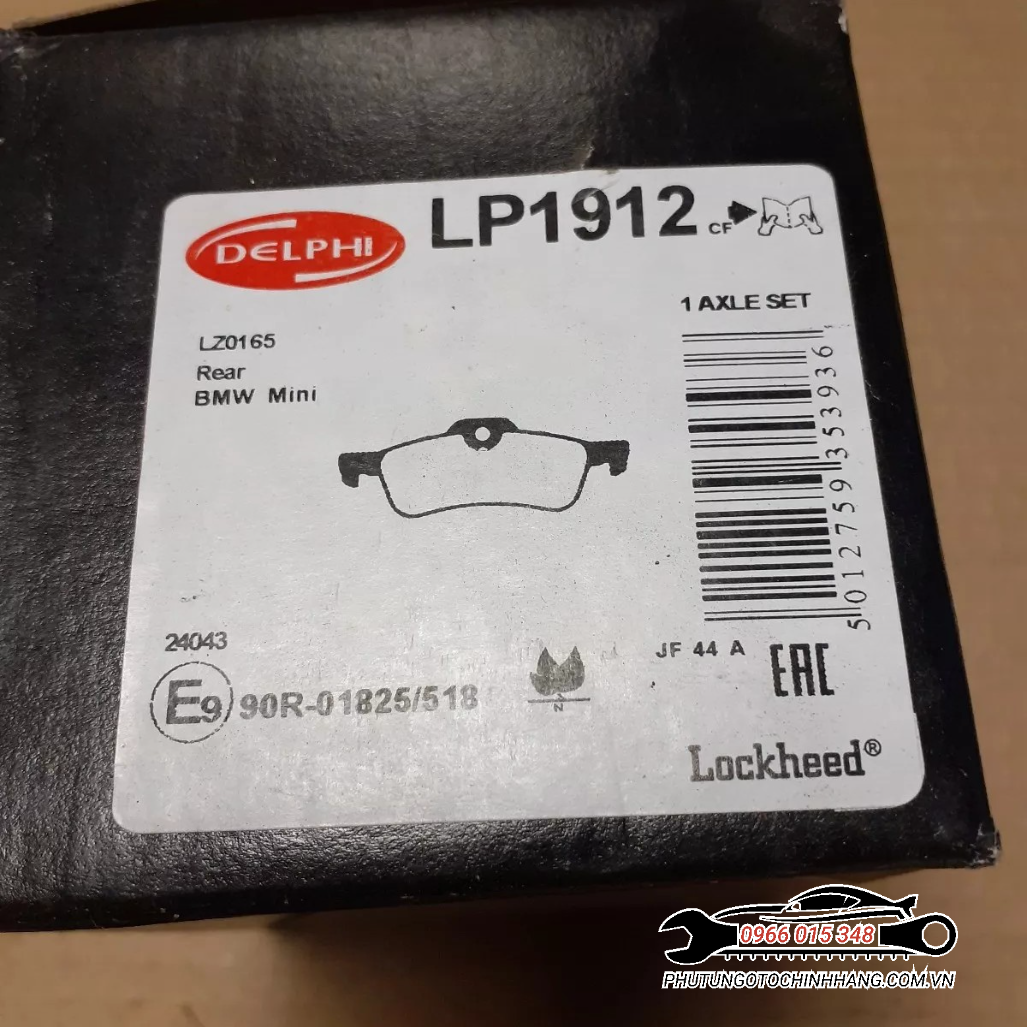 DELPHI
LP1912
CF
1 AXLE SET
LZ0165
Rear
BMW Mini
5 012759 353936
24043
JF 44 A
EAC
E9 90R-01825/518
N
Lockheed®
0966 015 348
PHUTUNGOTOCHINHHANG.COM.VN